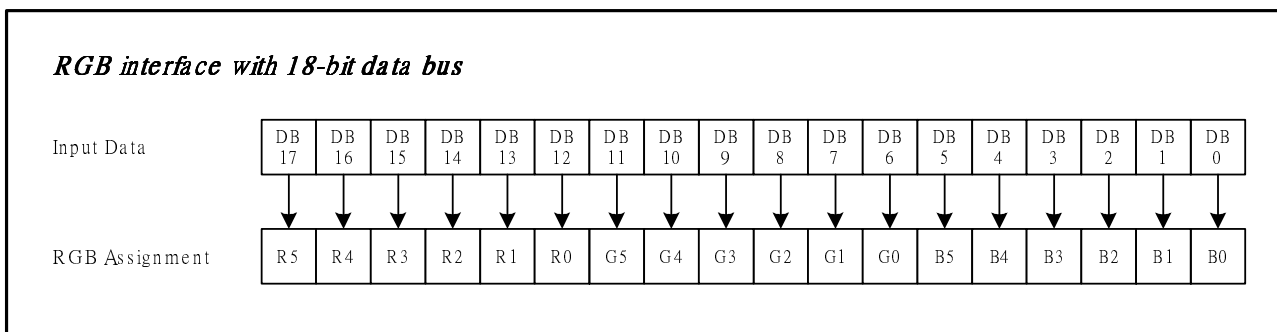 RGB interface with 18-bit data bus
Input Data DB 17 DB 16 DB 15 DB 14 DB 13 DB 12 DB 11 DB 10 DB 9 DB 8 DB 7 DB 6 DB 5 DB 4 DB 3 DB 2 DB 1 DB 0
RGB Assignment R5 R4 R3 R2 R1 R0 G5 G4 G3 G2 G1 G0 B5 B4 B3 B2 B1 B0